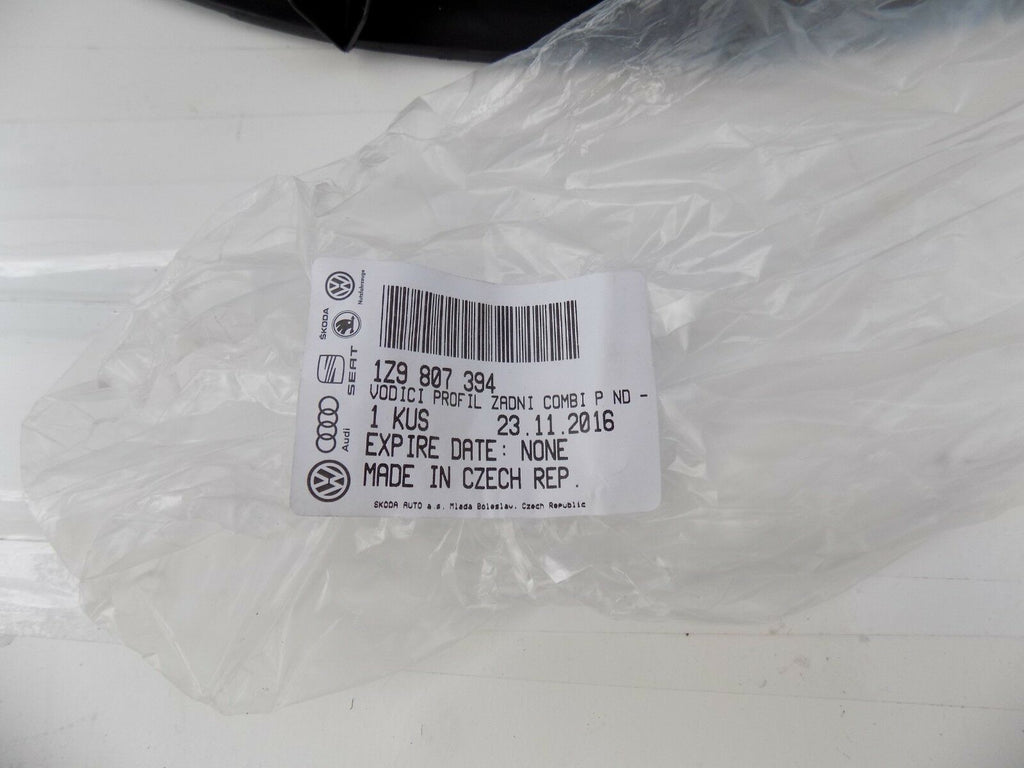 Nutzfahrzeuge
ŠKODA
SEAT
Audi
1Z9 807 394
VODICI PROFIL ZADNI COMBI P ND -
1 KUS 23.11.2016
EXPIRE DATE: NONE
MADE IN CZECH REP.
SKODA AUTO a.s. Mlada Boleslav. Czech Republic